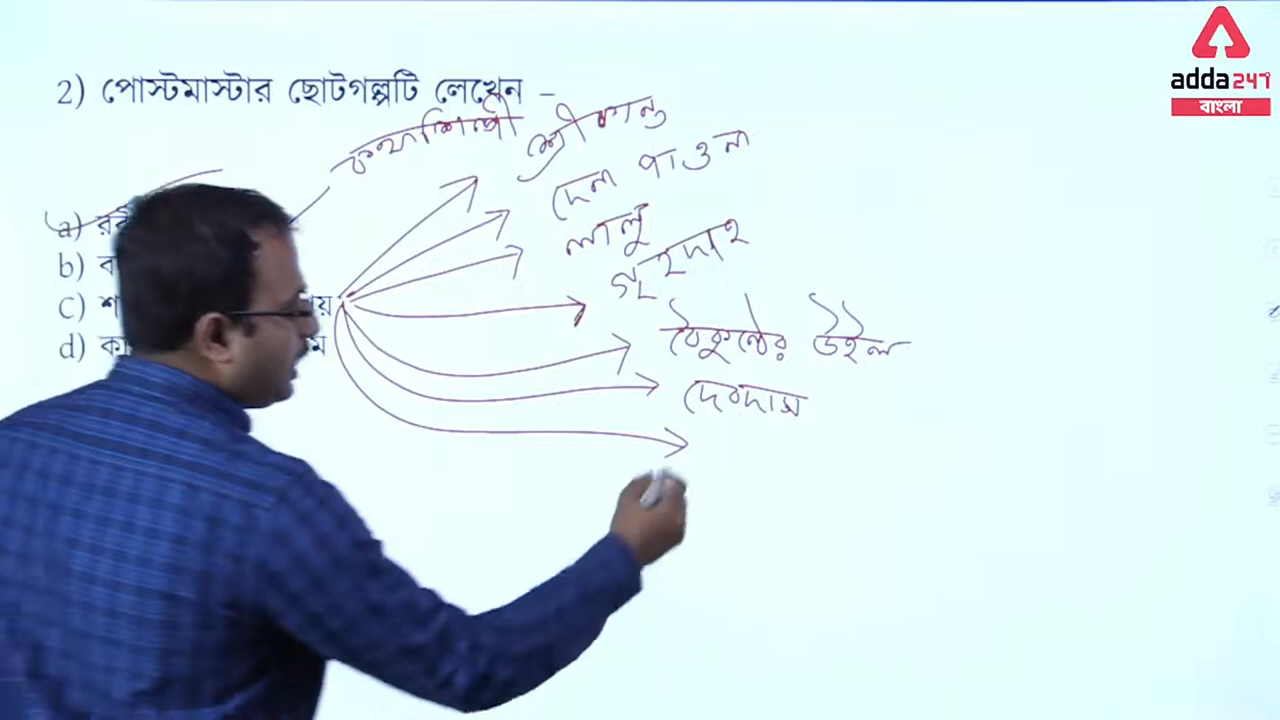 2) পোস্টমাস্টার ছোটগল্পটি লেখেন –
কথাশিল্পী
শ্রীকান্ত
দেনা পাওনা
লালু
গৃহদাহ
বৈকুন্ঠের উইল
দেবদাস
a)
b)
c)
d)
adda247
বাংলা